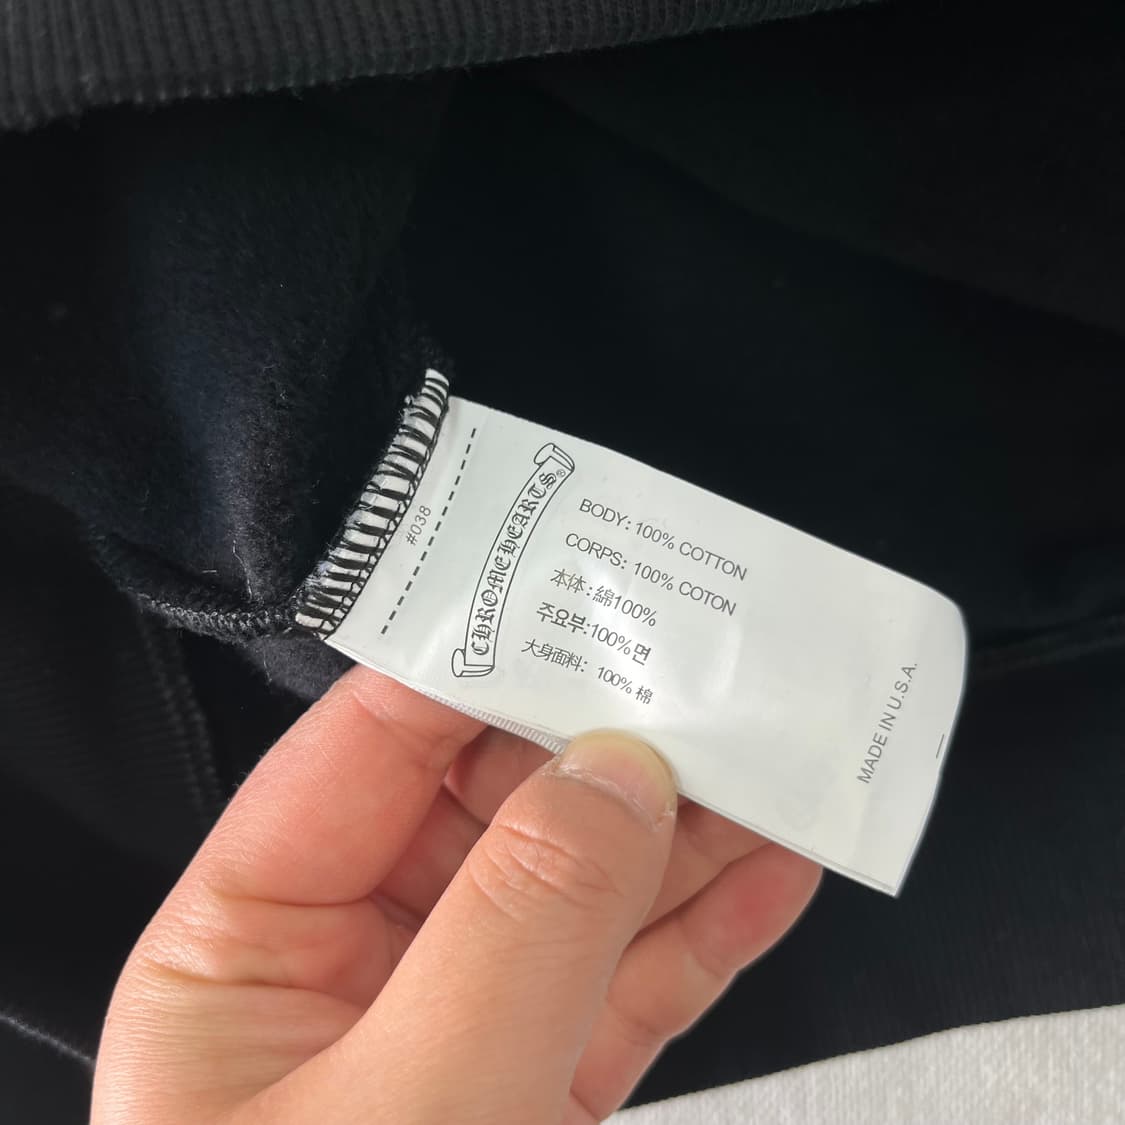 #038
CHROME HEARTS®
BODY: 100% COTTON
CORPS: 100% COTON
本体:綿100%
주요부:100%면
大身面料: 100% 棉
MADE IN U.S.A.